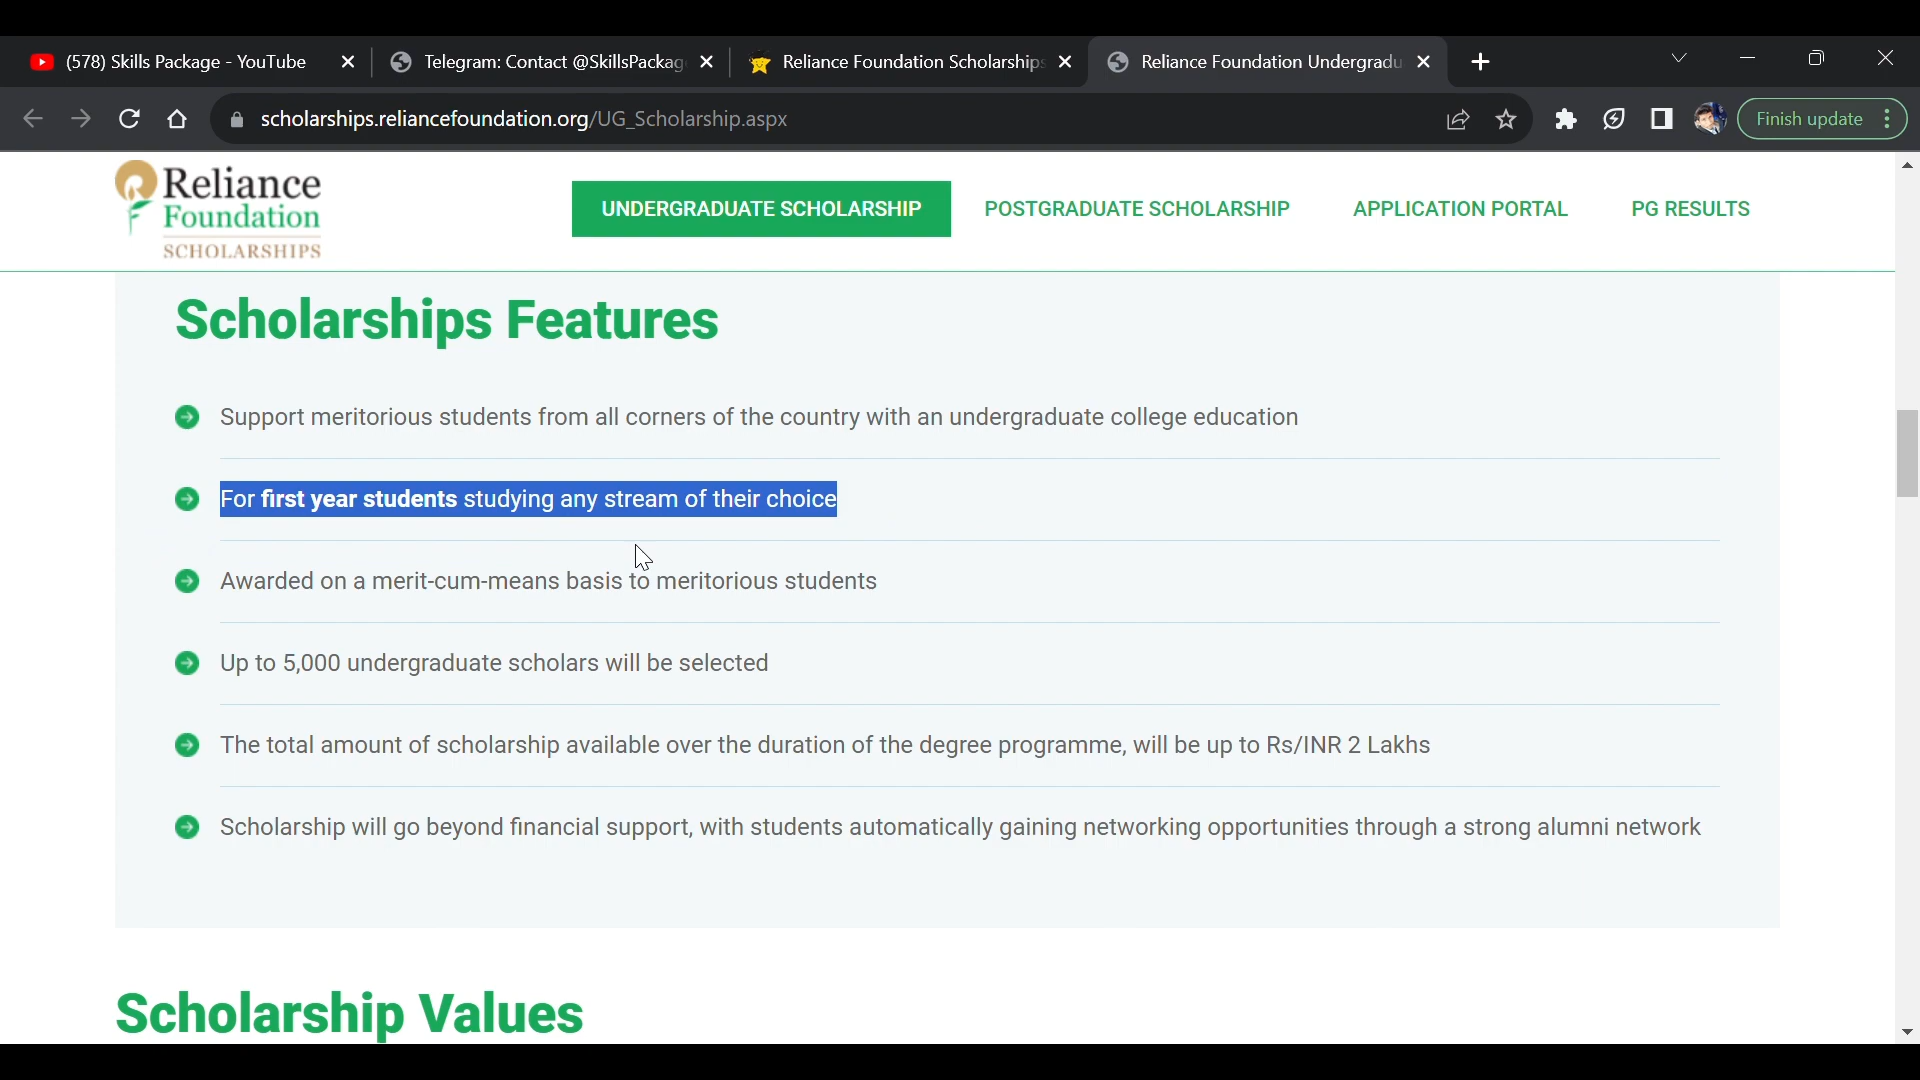 (578) Skills Package - YouTube
Telegram: Contact @SkillsPackag
Reliance Foundation Scholarships
Reliance Foundation Undergradu
scholarships.reliancefoundation.org/UG_Scholarship.aspx
Finish update
Reliance
Foundation
SCHOLARSHIPS
UNDERGRADUATE SCHOLARSHIP
POSTGRADUATE SCHOLARSHIP
APPLICATION PORTAL
PG RESULTS
Scholarships Features
Support meritorious students from all corners of the country with an undergraduate college education
For first year students studying any stream of their choice
Awarded on a merit-cum-means basis to meritorious students
Up to 5,000 undergraduate scholars will be selected
The total amount of scholarship available over the duration of the degree programme, will be up to Rs/INR 2 Lakhs
Scholarship will go beyond financial support, with students automatically gaining networking opportunities through a strong alumni network
Scholarship Values